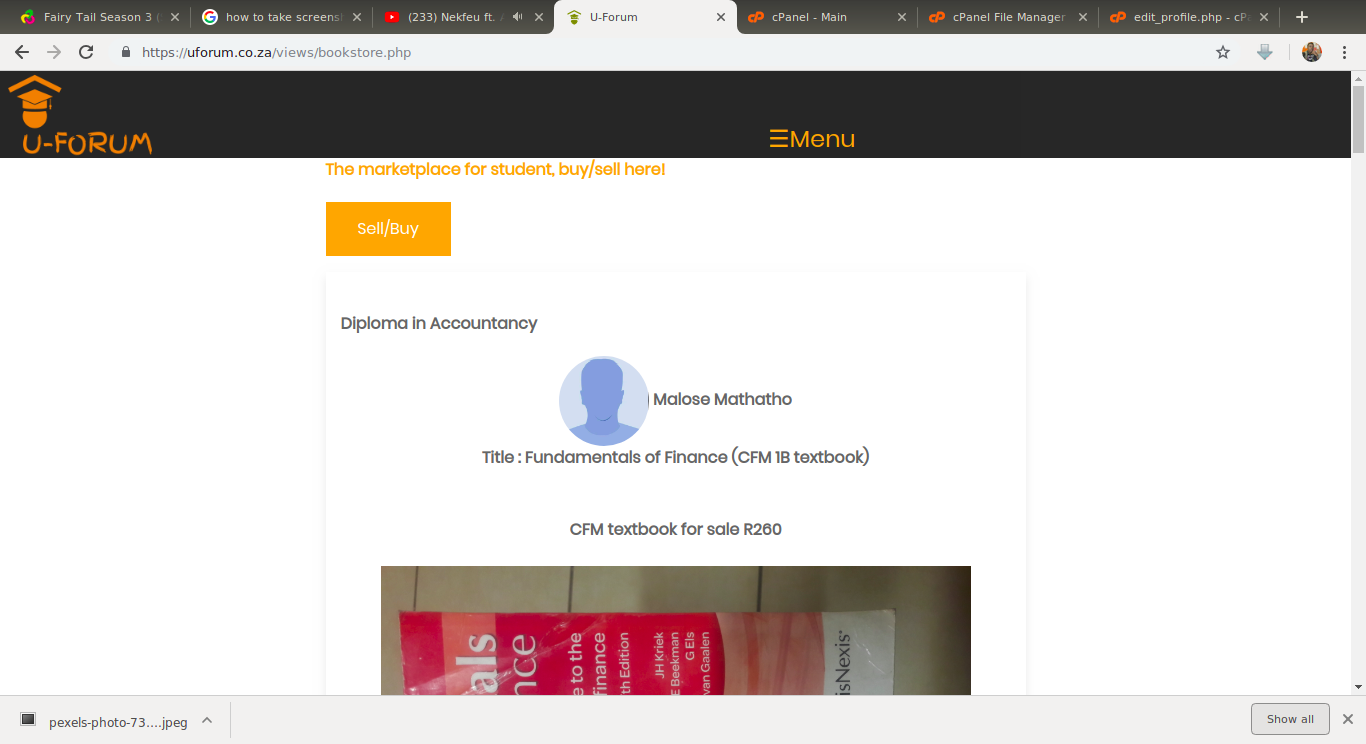 Fairy Tail Season 3 (
how to take screensh
(233) Nekfeu ft. A
U-Forum
cPanel - Main
cPanel File Manager
edit_profile.php - cPa
https://uforum.co.za/views/bookstore.php
U-FORUM
☰Menu
The marketplace for student, buy/sell here!
Sell/Buy
Diploma in Accountancy
Malose Mathatho
Title : Fundamentals of Finance (CFM 1B textbook)
CFM textbook for sale R260
als
nce
e to the
finance
th Edition
JH Kriek
E Beekman
G Els
van Gaalen
isNexis
pexels-photo-73....jpeg
Show all